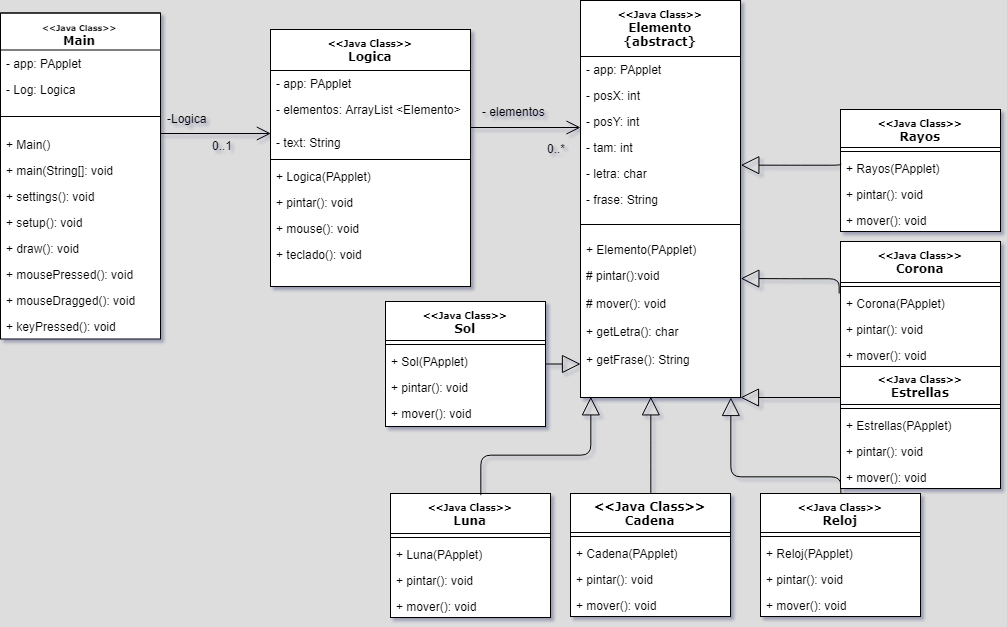 <<Java Class>>
Main
- app: PApplet
- Log: Logica
+ Main()
+ main(String[]: void
+ settings(): void
+ setup(): void
+ draw(): void
+ mousePressed(): void
+ mouseDragged(): void
+ keyPressed(): void
-Logica
0..1
<<Java Class>>
Logica
- app: PApplet
- elementos: ArrayList <Elemento>
- text: String
+ Logica(PApplet)
+ pintar(): void
+ mouse(): void
+ teclado(): void
- elementos
0..*
<<Java Class>>
Elemento
{abstract}
- app: PApplet
- posX: int
- posY: int
- tam: int
- letra: char
- frase: String
+ Elemento(PApplet)
# pintar():void
# mover(): void
+ getLetra(): char
+ getFrase(): String
<<Java Class>>
Rayos
+ Rayos(PApplet)
+ pintar(): void
+ mover(): void
<<Java Class>>
Corona
+ Corona(PApplet)
+ pintar(): void
+ mover(): void
<<Java Class>>
Estrellas
+ Estrellas(PApplet)
+ pintar(): void
+ mover(): void
<<Java Class>>
Sol
+ Sol(PApplet)
+ pintar(): void
+ mover(): void
<<Java Class>>
Luna
+ Luna(PApplet)
+ pintar(): void
+ mover(): void
<<Java Class>>
Cadena
+ Cadena(PApplet)
+ pintar(): void
+ mover(): void
<<Java Class>>
Reloj
+ Reloj(PApplet)
+ pintar(): void
+ mover(): void